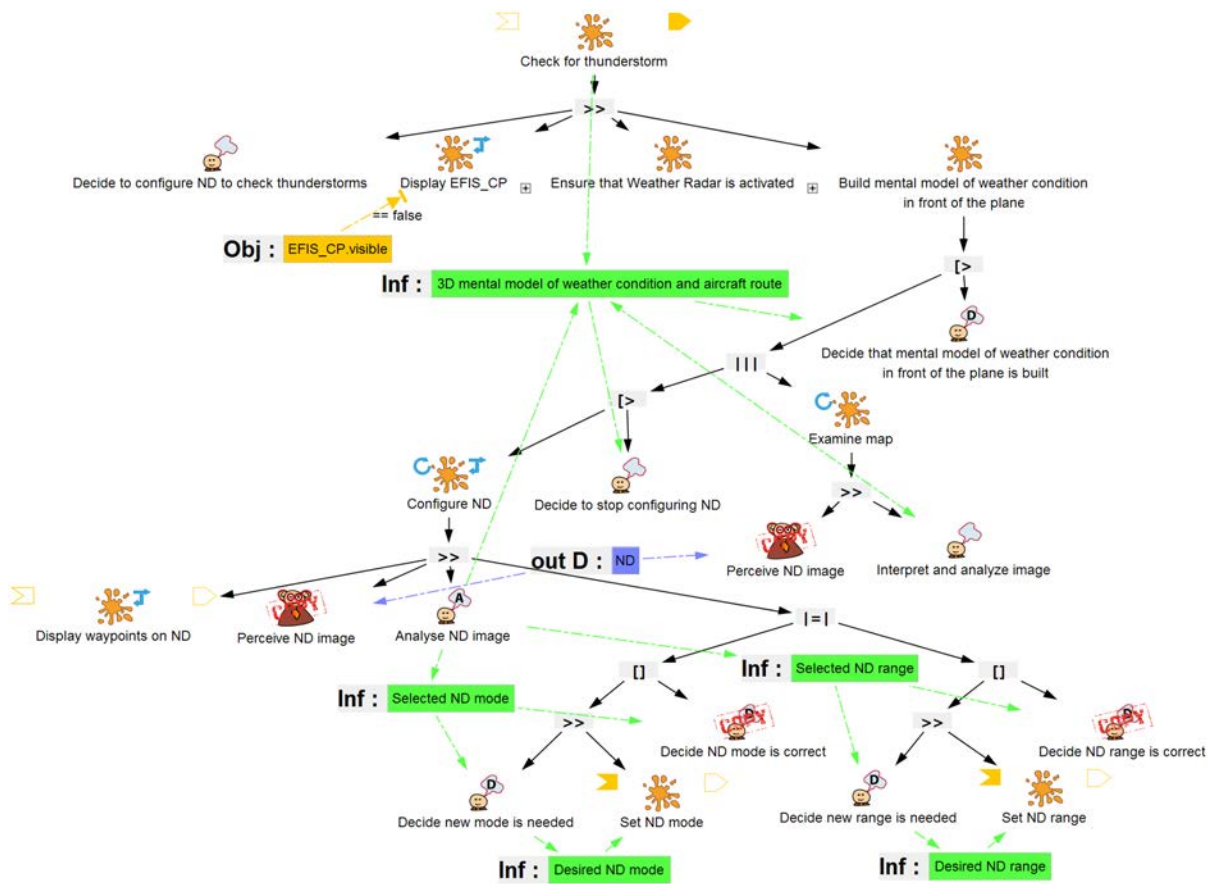 Check for thunderstorm
>>
Decide to configure ND to check thunderstorms
Display EFIS_CP
Ensure that Weather Radar is activated
Build mental model of weather condition
in front of the plane
== false
Obj : EFIS_CP.visible
[>
Inf : 3D mental model of weather condition and aircraft route
D
Decide that mental model of weather condition
in front of the plane is built
|||
[>
Examine map
Configure ND
Decide to stop configuring ND
>>
>>
out D : ND
COPY
Perceive ND image
Interpret and analyze image
Display waypoints on ND
COPY
Perceive ND image
A
Analyse ND image
|=|
[]
Inf : Selected ND range
[]
Inf : Selected ND mode
>>
COPY
Decide ND mode is correct
>>
COPY
Decide ND range is correct
D
Decide new mode is needed
Set ND mode
D
Decide new range is needed
Set ND range
Inf : Desired ND mode
Inf : Desired ND range